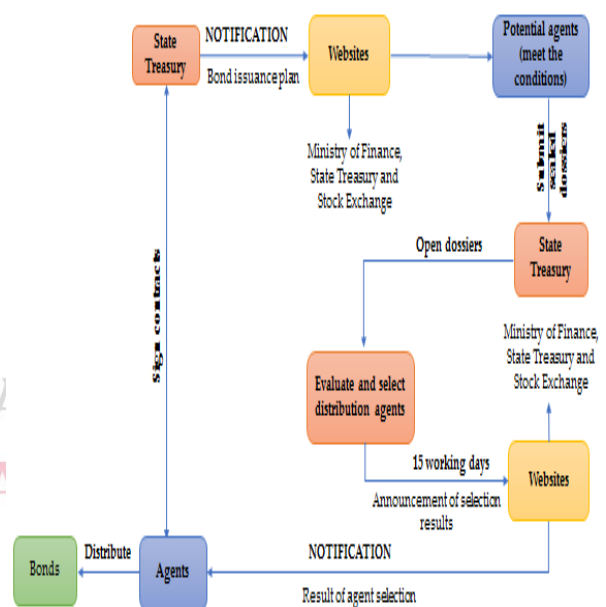 State
Treasury
NOTIFICATION
Bond issuance plan
Websites
Potential agents
(meet the
conditions)
Ministry of Finance,
State Treasury and
Stock Exchange
Submit
sealed
dossiers
Open dossiers
State
Treasury
Sign contracts
Ministry of Finance,
State Treasury and
Stock Exchange
Evaluate and select
distribution agents
15 working days
Announcement of selection
results
Websites
Bonds
Distribute
Agents
NOTIFICATION
Result of agent selection